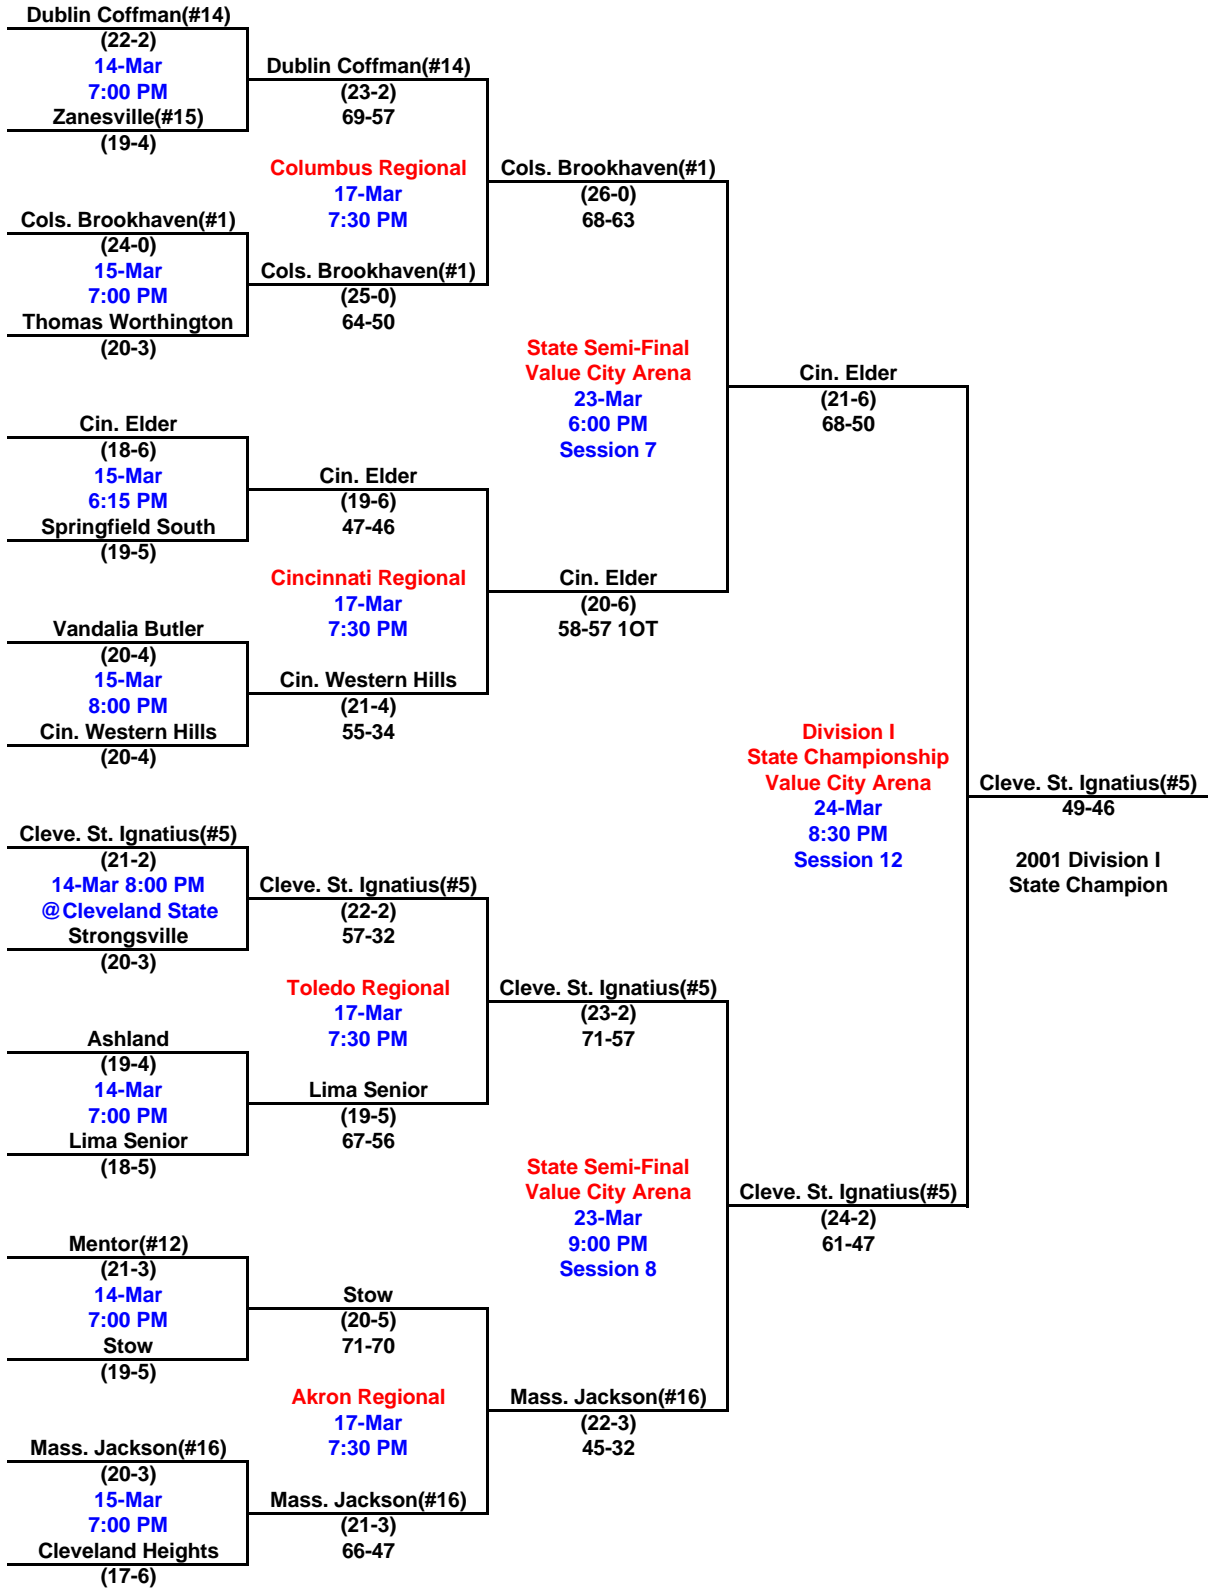 Dublin Coffman(#14)
(22-2)
14-Mar
7:00 PM
Zanesville(#15)
(19-4)
Dublin Coffman(#14)
(23-2)
69-57
Columbus Regional
17-Mar
7:30 PM
Cols. Brookhaven(#1)
(24-0)
15-Mar
7:00 PM
Thomas Worthington
(20-3)
Cols. Brookhaven(#1)
(25-0)
64-50
Cols. Brookhaven(#1)
(26-0)
68-63
State Semi-Final
Value City Arena
23-Mar
6:00 PM
Session 7
Cin. Elder
(21-6)
68-50
Cin. Elder
(18-6)
15-Mar
6:15 PM
Springfield South
(19-5)
Cin. Elder
(19-6)
47-46
Cincinnati Regional
17-Mar
7:30 PM
Cin. Elder
(20-6)
58-57 1OT
Vandalia Butler
(20-4)
15-Mar
8:00 PM
Cin. Western Hills
(20-4)
Cin. Western Hills
(21-4)
55-34
Division I
State Championship
Value City Arena
24-Mar
8:30 PM
Session 12
Cleve. St. Ignatius(#5)
49-46
2001 Division I
State Champion
Cleve. St. Ignatius(#5)
(21-2)
14-Mar 8:00 PM
@Cleveland State
Strongsville
(20-3)
Cleve. St. Ignatius(#5)
(22-2)
57-32
Toledo Regional
17-Mar
7:30 PM
Cleve. St. Ignatius(#5)
(23-2)
71-57
Ashland
(19-4)
14-Mar
7:00 PM
Lima Senior
(18-5)
Lima Senior
(19-5)
67-56
State Semi-Final
Value City Arena
23-Mar
9:00 PM
Session 8
Cleve. St. Ignatius(#5)
(24-2)
61-47
Mentor(#12)
(21-3)
14-Mar
7:00 PM
Stow
(19-5)
Stow
(20-5)
71-70
Akron Regional
17-Mar
7:30 PM
Mass. Jackson(#16)
(22-3)
45-32
Mass. Jackson(#16)
(20-3)
15-Mar
7:00 PM
Cleveland Heights
(17-6)
Mass. Jackson(#16)
(21-3)
66-47